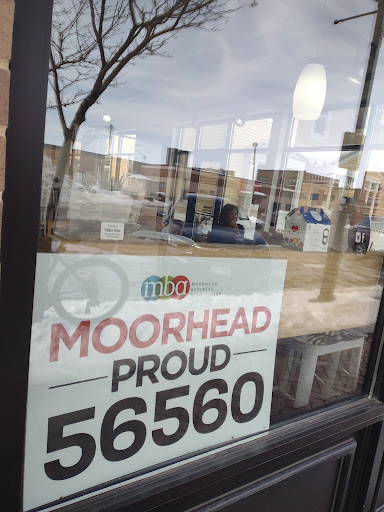 mba MOORHEAD
BUSINESS
ASSOCIATION
MOORHEAD
PROUD
56560